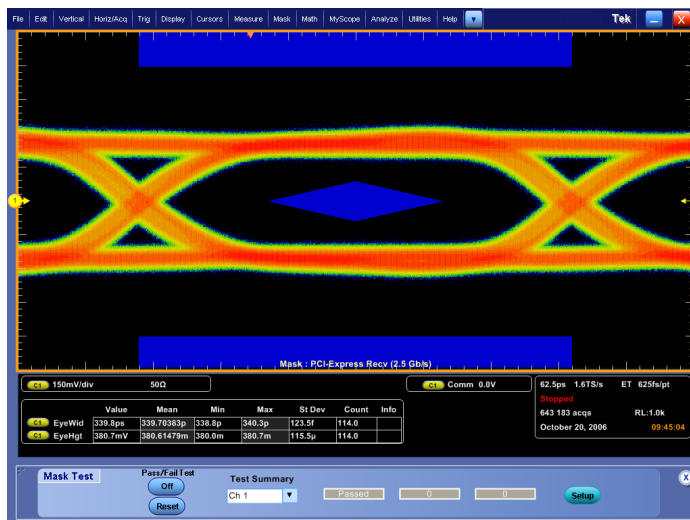 File Edit Vertical Horiz/Acq Trig Display Cursors Measure Mask Math MyScope Analyze Utilities Help Tek X
1
Mask : PCI-Express Recv (2.5 Gb/s)
C1 150mV/div 50Ω
C1 Comm 0.0V
62.5ps 1.6TS/s ET 625fs/pt
Stopped
643 183 acqs RL:1.0k
October 20, 2006 09:45:04
Value Mean Min Max St Dev Count Info
C1 EyeWid 339.8ps 339.70383p 338.8p 340.3p 123.5f 114.0
C1 EyeHgt 380.7mV 380.61479m 380.0m 380.7m 115.5µ 114.0
Mask Test
Pass/Fail Test
Off
Reset
Test Summary
Ch 1
Passed 0 0
Setup
X